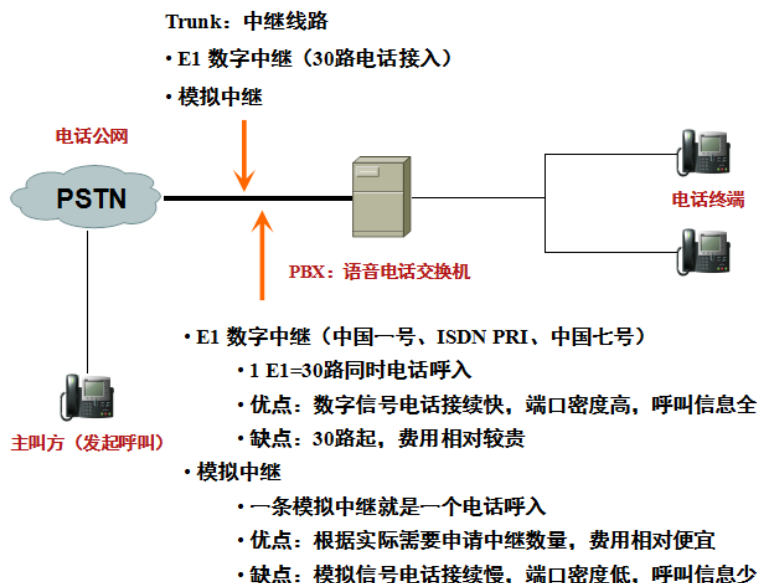 Trunk：中继线路
• E1 数字中继（30路电话接入）
• 模拟中继
电话公网
PSTN
电话终端
PBX：语音电话交换机
主叫方（发起呼叫）
• E1 数字中继（中国一号、ISDN PRI、中国七号）
• 1 E1=30路同时电话呼入
• 优点：数字信号电话接续快，端口密度高，呼叫信息全
• 缺点：30路起，费用相对较贵
• 模拟中继
• 一条模拟中继就是一个电话呼入
• 优点：根据实际需要申请中继数量，费用相对便宜
• 缺点：模拟信号电话接续慢，端口密度低，呼叫信息少